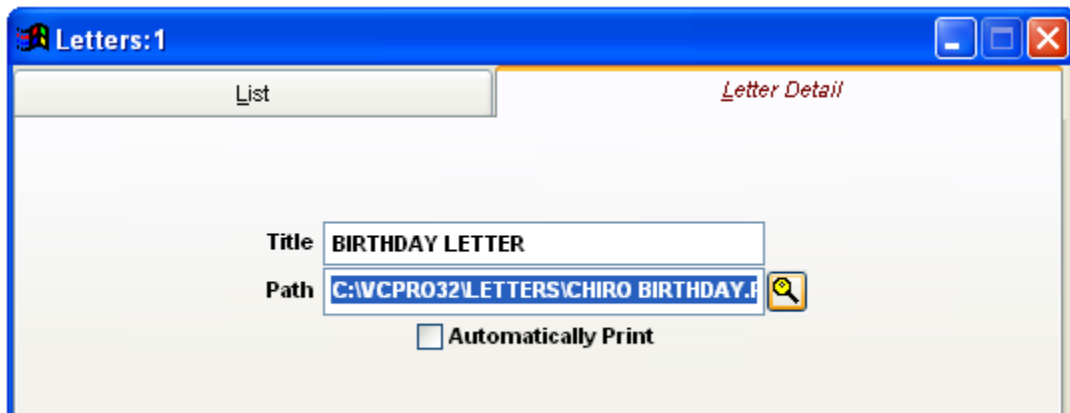 Letters:1
List
Letter Detail
Title BIRTHDAY LETTER
Path C:\VCPRO32\LETTERS\CHIRO BIRTHDAY.
Automatically Print